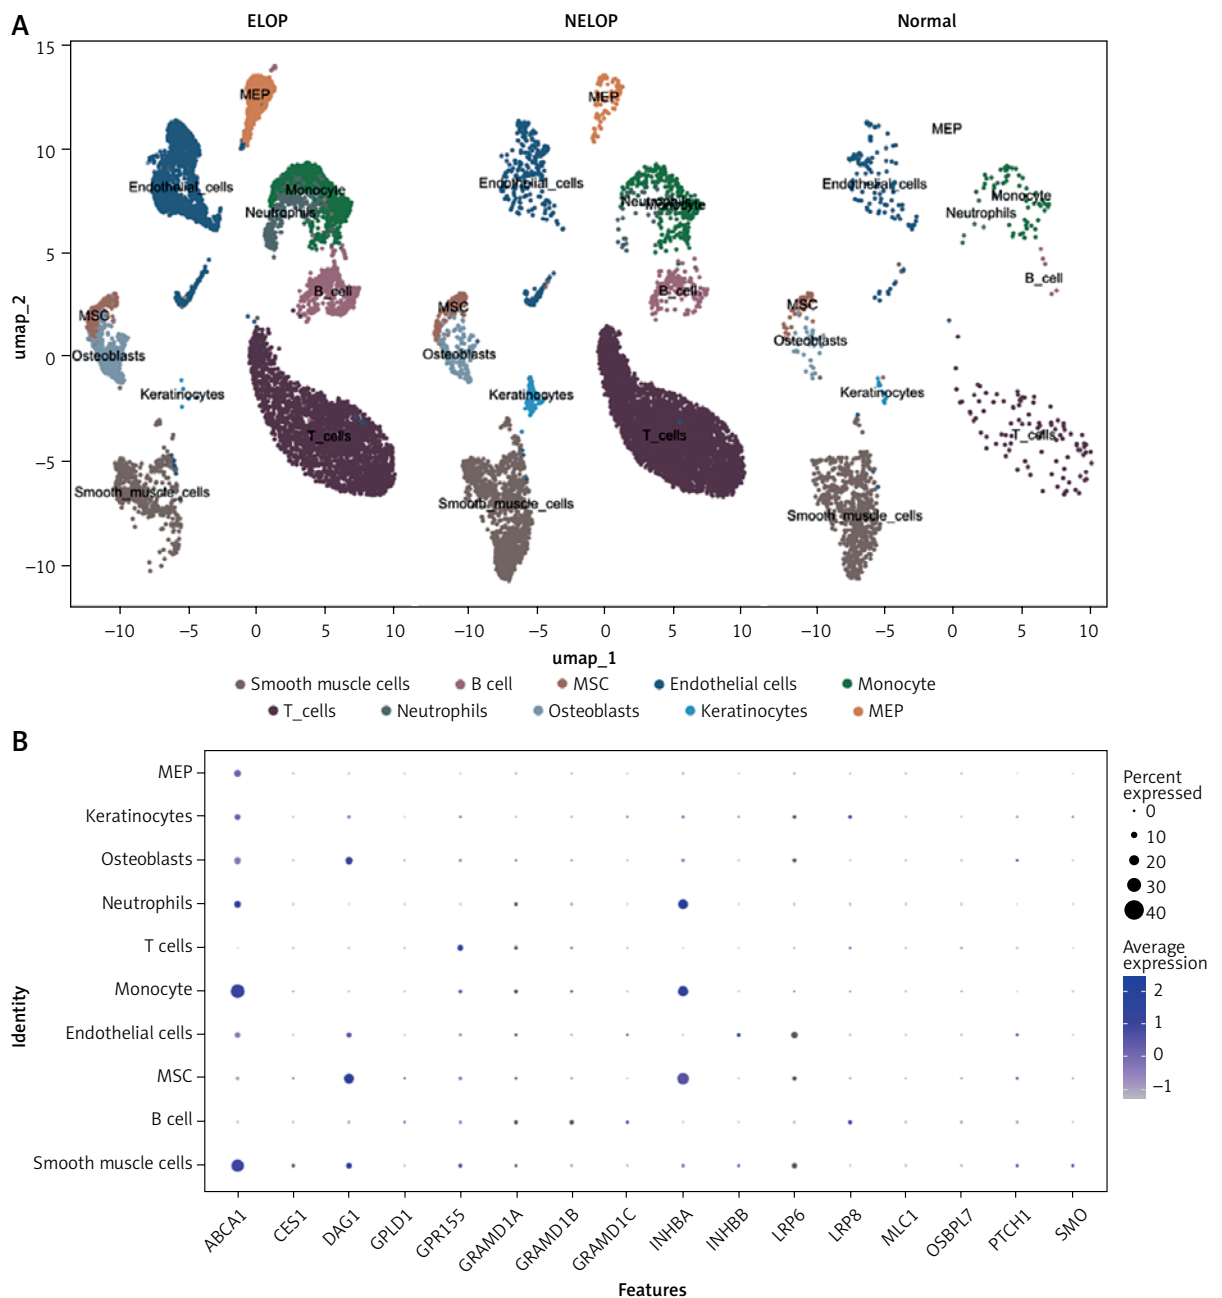 A
ELOP
NELOP
Normal
umap_2
15
10
5
0
−5
−10
MEP
Endothelial_cells
Monocyte
Neutrophils
B_cell
MSC
Osteoblasts
Keratinocytes
T_cells
Smooth_muscle_cells
MEP
Endothelial_cells
Neutrophils
Monocyte
B_cell
MSC
Osteoblasts
Keratinocytes
T_cells
Smooth_muscle_cells
MEP
Endothelial_cells
Monocyte
Neutrophils
B_cell
MSC
Osteoblasts
Keratinocytes
T_cells
Smooth_muscle_cells
−10 −5 0 5 10 −10 −5 0 5 10 −10 −5 0 5 10
umap_1
Smooth muscle cells B cell MSC Endothelial cells Monocyte
T_cells Neutrophils Osteoblasts Keratinocytes MEP
B
Identity
MEP
Keratinocytes
Osteoblasts
Neutrophils
T cells
Monocyte
Endothelial cells
MSC
B cell
Smooth muscle cells
ABCA1 CES1 DAG1 GPLD1 GPR155 GRAMD1A GRAMD1B GRAMD1C INHBA INHBB LRP6 LRP8 MLC1 OSBPL7 PTCH1 SMO
Features
Percent
expressed
0
10
20
30
40
Average
expression
2
1
0
−1